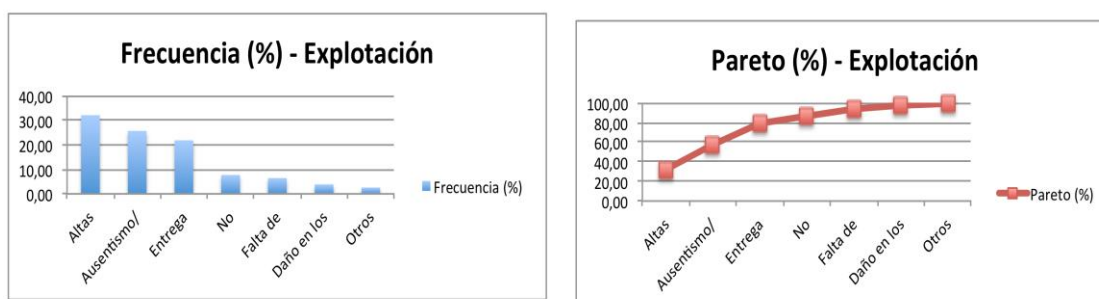 Frecuencia (%) - Explotación
40,00
30,00
20,00
10,00
0,00
Altas
Ausentismo/
Entrega
No
Falta de
Daño en los
Otros
Frecuencia (%)
Pareto (%) - Explotación
100,00
80,00
60,00
40,00
20,00
0,00
Altas
Ausentismo/
Entrega
No
Falta de
Daño en los
Otros
Pareto (%)